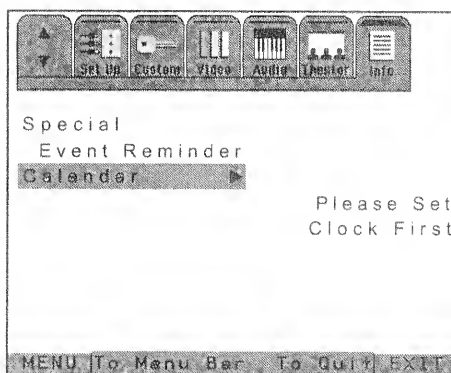 Set Up Custom Video Audio Theater Info
Special
Event Reminder
Calendar
Please Set
Clock First
MENU To Menu Bar To Quit EXIT